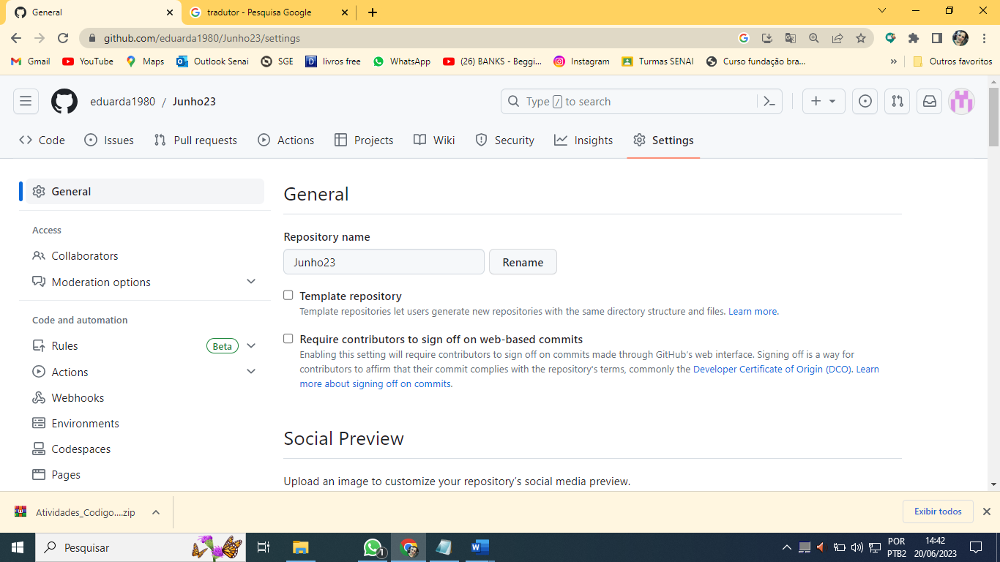 General
tradutor - Pesquisa Google
github.com/eduarda1980/Junho23/settings
Gmail
YouTube
Maps
Outlook Senai
SGE
livros free
WhatsApp
(26) BANKS - Beggi...
Instagram
Turmas SENAI
Curso fundação bra...
»
Outros favoritos
eduarda1980 / Junho23
Type / to search
Code
Issues
Pull requests
Actions
Projects
Wiki
Security
Insights
Settings
General
Access
Collaborators
Moderation options
Code and automation
Rules
Beta
Actions
Webhooks
Environments
Codespaces
Pages
General
Repository name
Junho23
Rename
Template repository
Template repositories let users generate new repositories with the same directory structure and files. Learn more.
Require contributors to sign off on web-based commits
Enabling this setting will require contributors to sign off on commits made through GitHub’s web interface. Signing off is a way for
contributors to affirm that their commit complies with the repository's terms, commonly the Developer Certificate of Origin (DCO). Learn
more about signing off on commits.
Social Preview
Upload an image to customize your repository’s social media preview.
Atividades_Codigo....zip
Exibir todos
Pesquisar
1
POR
PTB2
14:42
20/06/2023